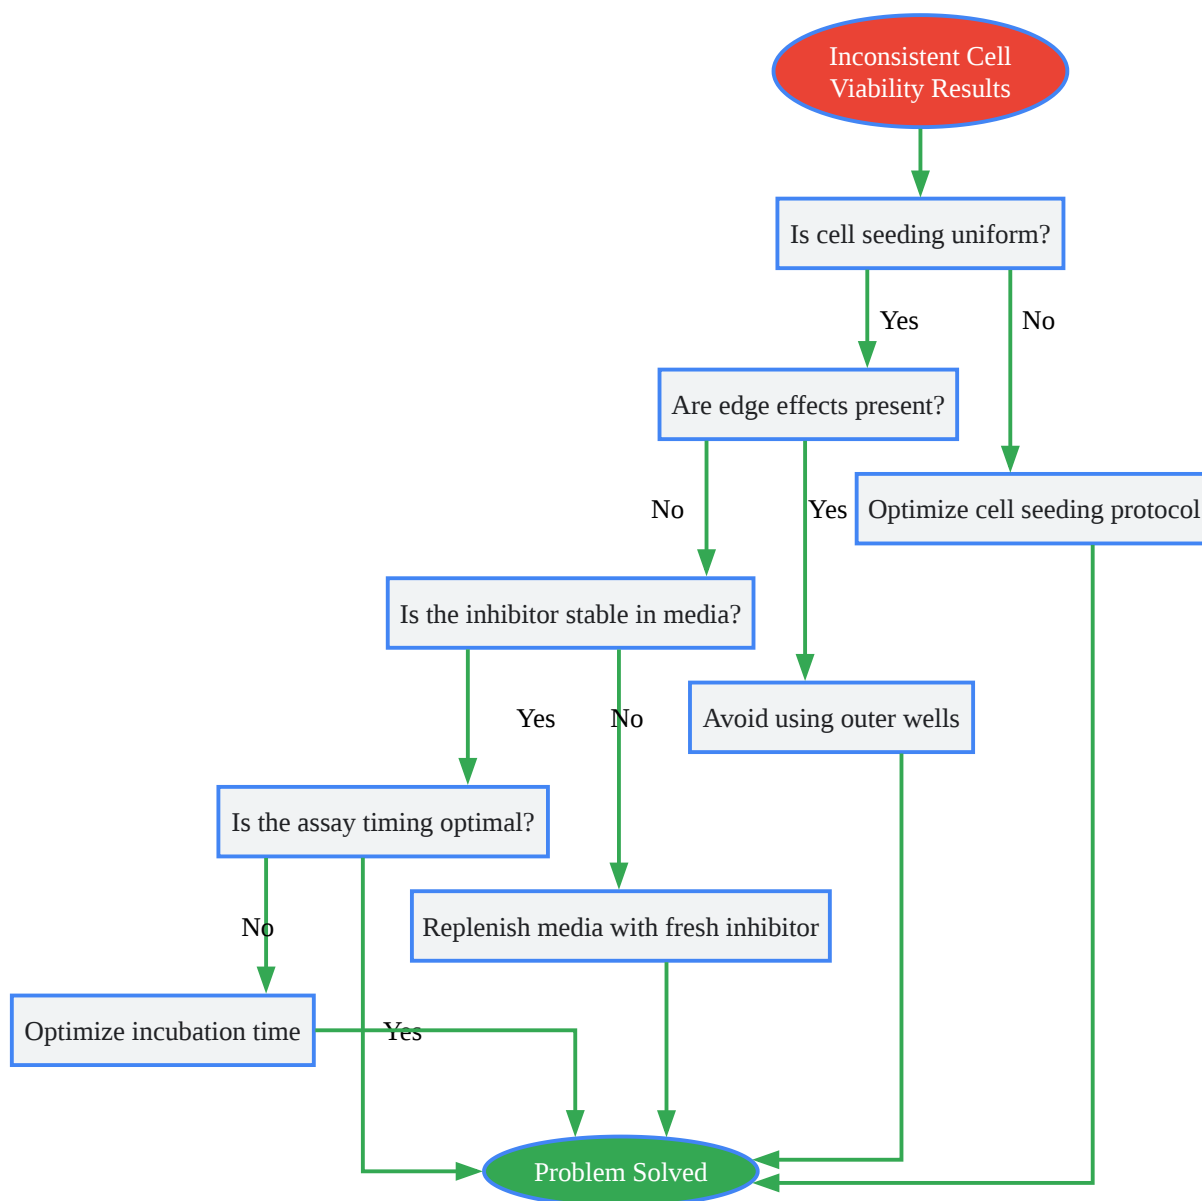 Inconsistent Cell
Viability Results
Is cell seeding uniform?
Yes
No
Are edge effects present?
No
Yes
Optimize cell seeding protocol
Is the inhibitor stable in media?
Yes
No
Avoid using outer wells
Is the assay timing optimal?
No
Replenish media with fresh inhibitor
Optimize incubation time
Yes
Problem Solved